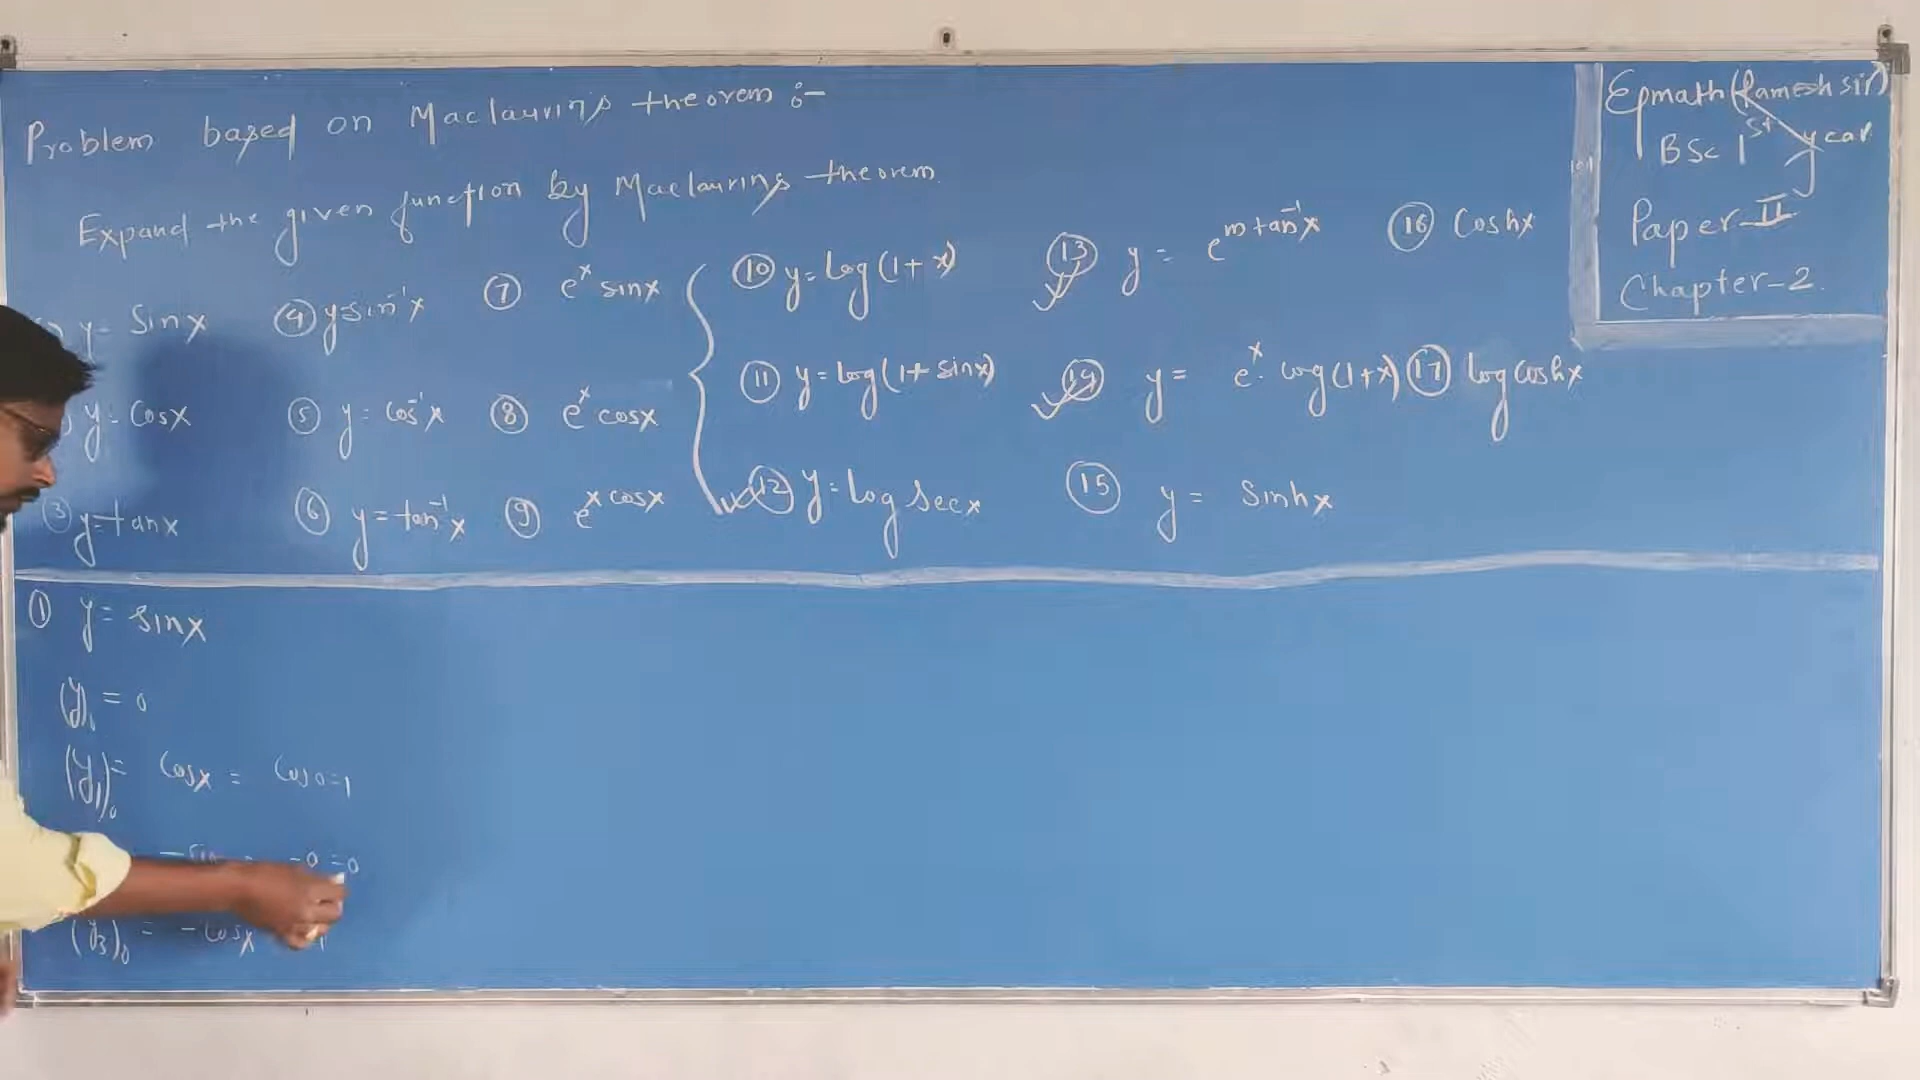 Problem based on Maclaurin's theorem :-
Expand the given function by Maclaurins theorem.
y = Sinx
④ y=sin⁻¹x
⑦ eˣ sinx
⑩ y=log(1+x)
⑬ y = e^(m tan⁻¹x)
⑯ Coshx
y= Cosx
⑤ y= cos⁻¹x
⑧ eˣ cosx
⑪ y=log(1+ sinx)
⑭ y= eˣ. log(1+x)
⑰ log coshx
③ y=tanx
⑥ y=tan⁻¹x
⑨ e^(x cosx)
⑫ y= log secx
⑮ y= Sinhx
Epmath (Ramesh sir)
BSc 1st year
Paper-II
Chapter-2.
① y= sinx
(y)₀ = 0
(y₁)₀= Cosx = Cos0=1
-0 =0
(y₃)₀= -Cosx